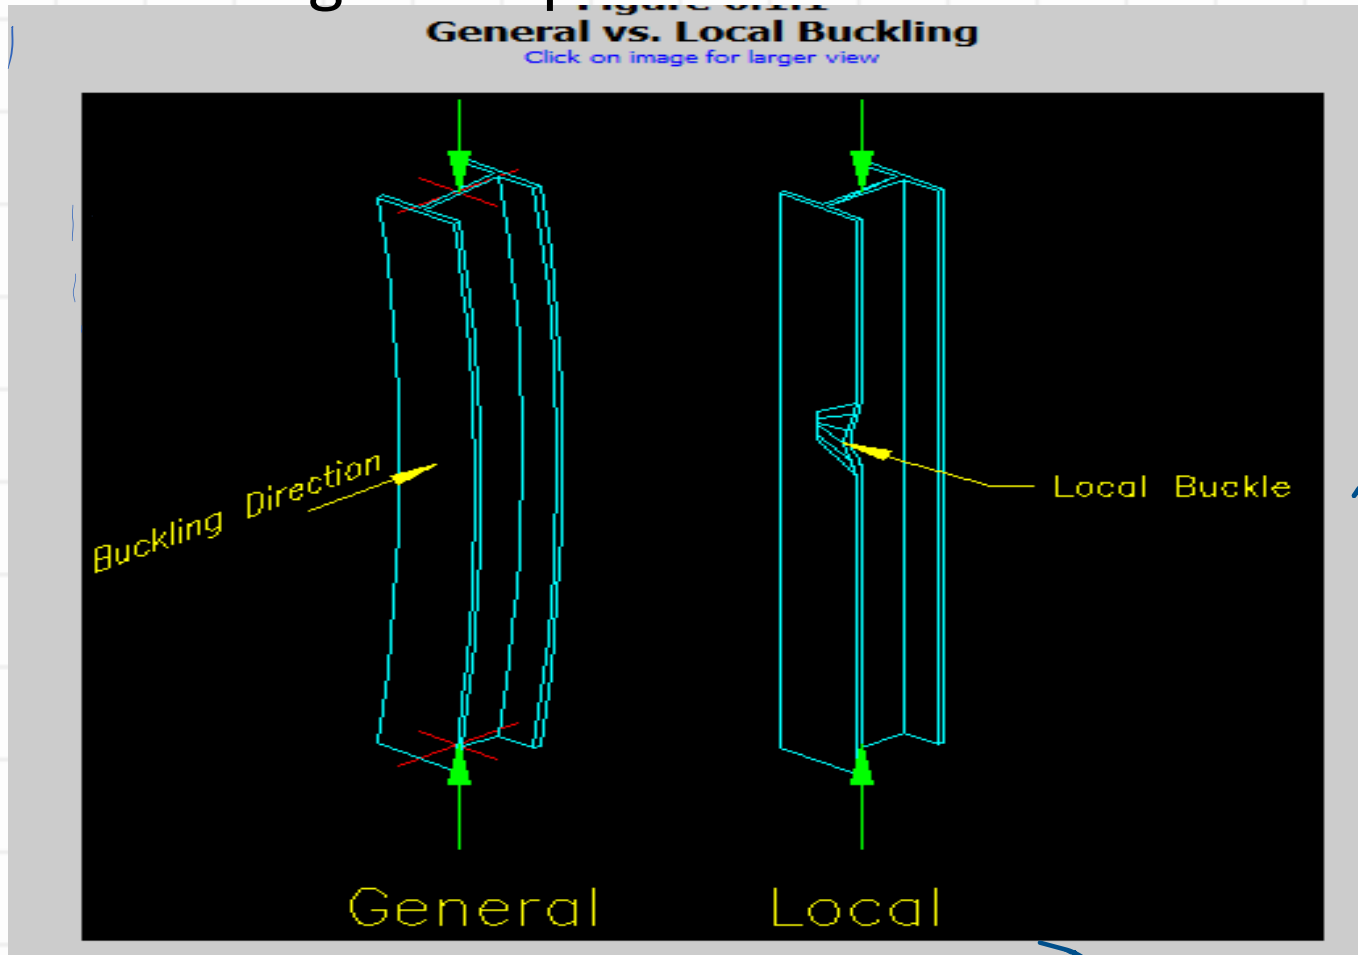 General vs. Local Buckling
Click on image for larger view
Buckling Direction
Local Buckle
General
Local